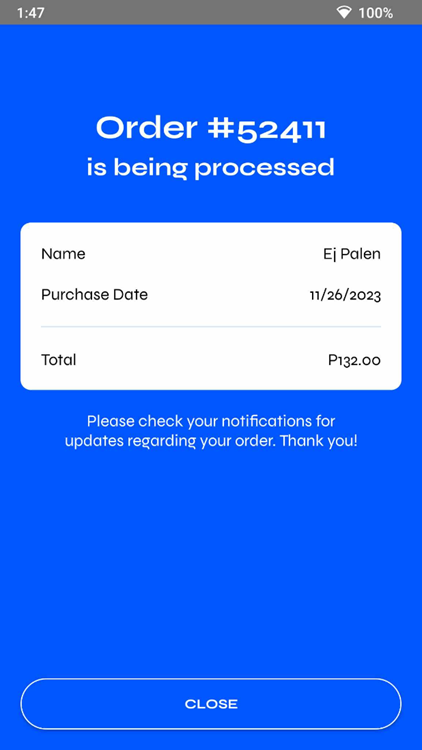 1:47 100%
Order #52411
is being processed
Name Ej Palen
Purchase Date 11/26/2023
Total P132.00
Please check your notifications for
updates regarding your order. Thank you!
CLOSE